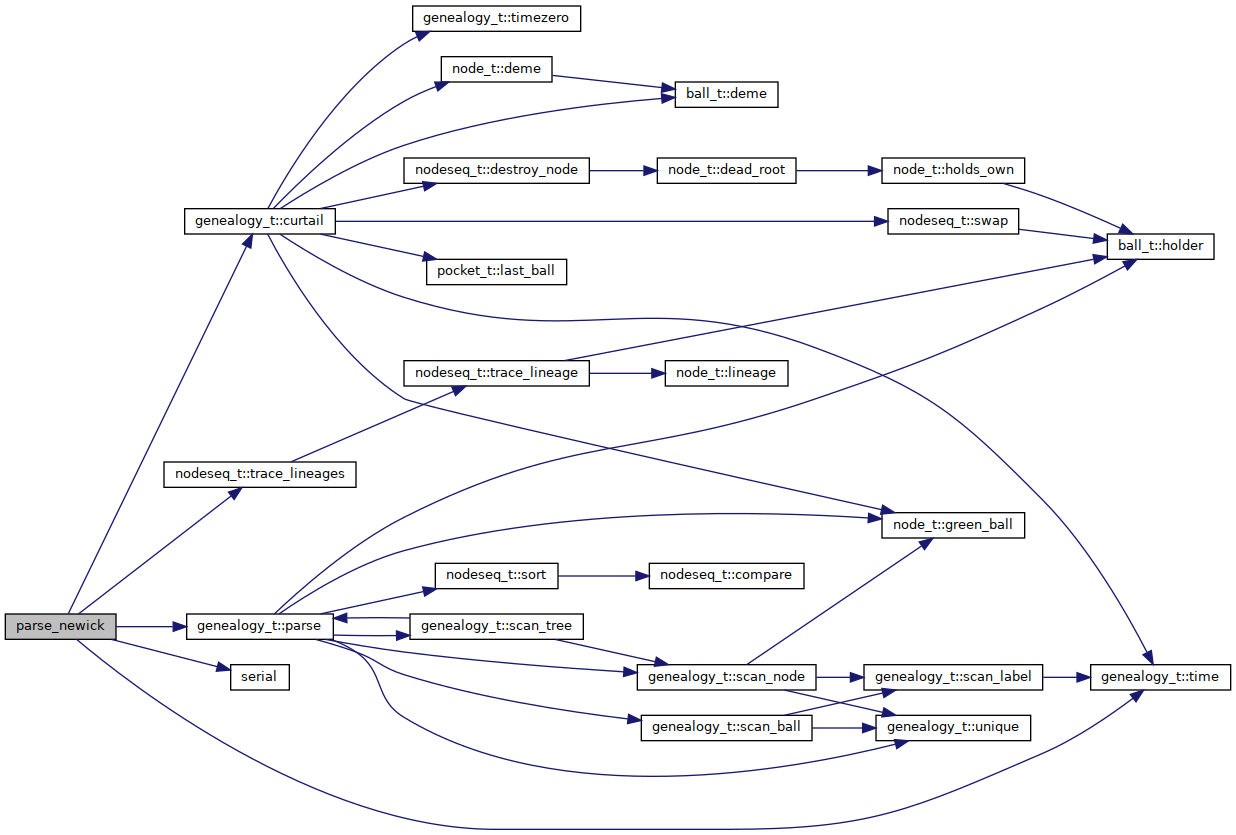 genealogy_t::timezero
node_t::deme
ball_t::deme
nodeseq_t::destroy_node
node_t::dead_root
node_t::holds_own
genealogy_t::curtail
nodeseq_t::swap
ball_t::holder
pocket_t::last_ball
nodeseq_t::trace_lineage
node_t::lineage
nodeseq_t::trace_lineages
node_t::green_ball
nodeseq_t::sort
nodeseq_t::compare
parse_newick
genealogy_t::parse
genealogy_t::scan_tree
serial
genealogy_t::scan_node
genealogy_t::scan_label
genealogy_t::time
genealogy_t::scan_ball
genealogy_t::unique